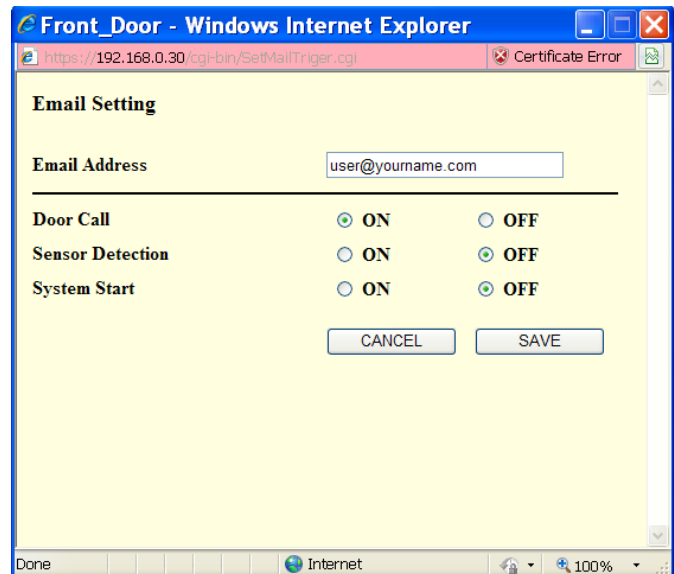 Front_Door - Windows Internet Explorer
https://192.168.0.30/cgi-bin/SetMailTriger.cgi Certificate Error
Email Setting
Email Address user@yourname.com
Door Call ON OFF
Sensor Detection ON OFF
System Start ON OFF
CANCEL SAVE
Done Internet 100%